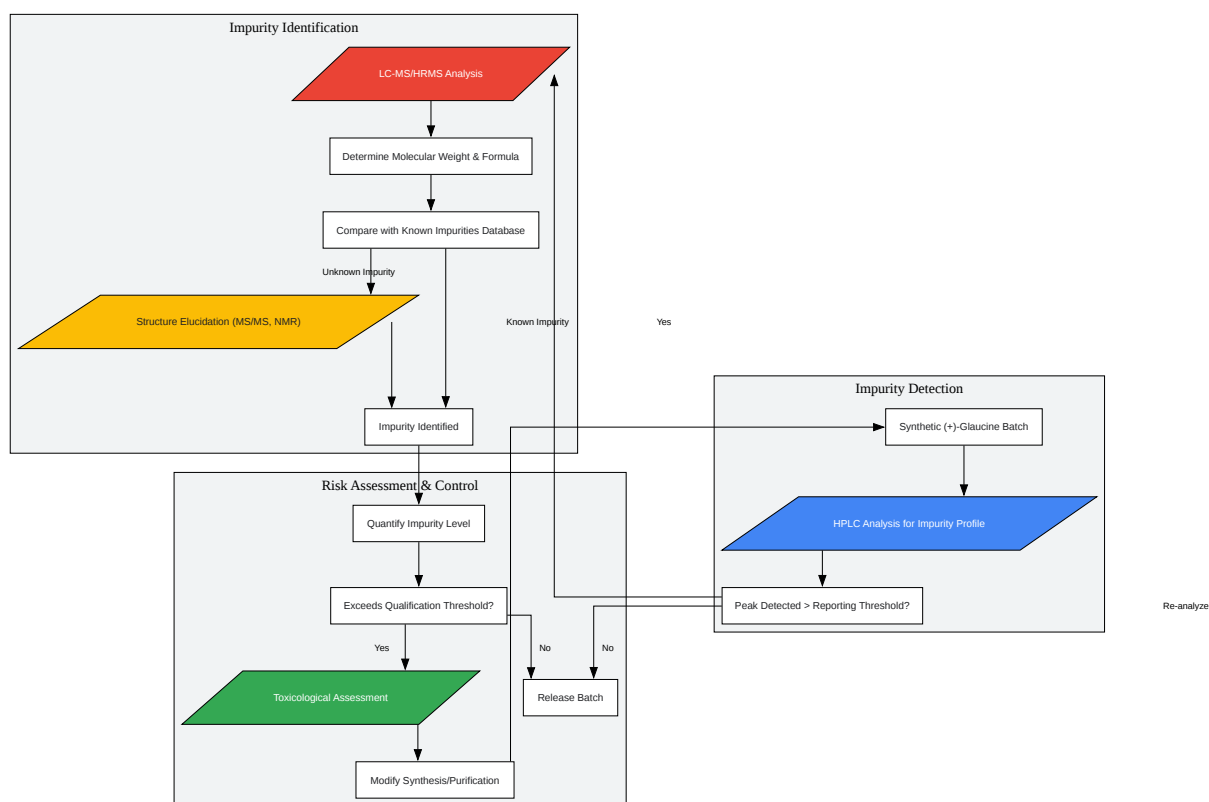 Impurity Identification
LC-MS/HRMS Analysis
Determine Molecular Weight & Formula
Compare with Known Impurities Database
Unknown Impurity
Structure Elucidation (MS/MS, NMR)
Known Impurity
Yes
Impurity Identified
Impurity Detection
Synthetic (+)-Glaucine Batch
HPLC Analysis for Impurity Profile
Peak Detected > Reporting Threshold?
Re-analyze
Risk Assessment & Control
Quantify Impurity Level
Exceeds Qualification Threshold?
Yes
No
No
Toxicological Assessment
Release Batch
Modify Synthesis/Purification